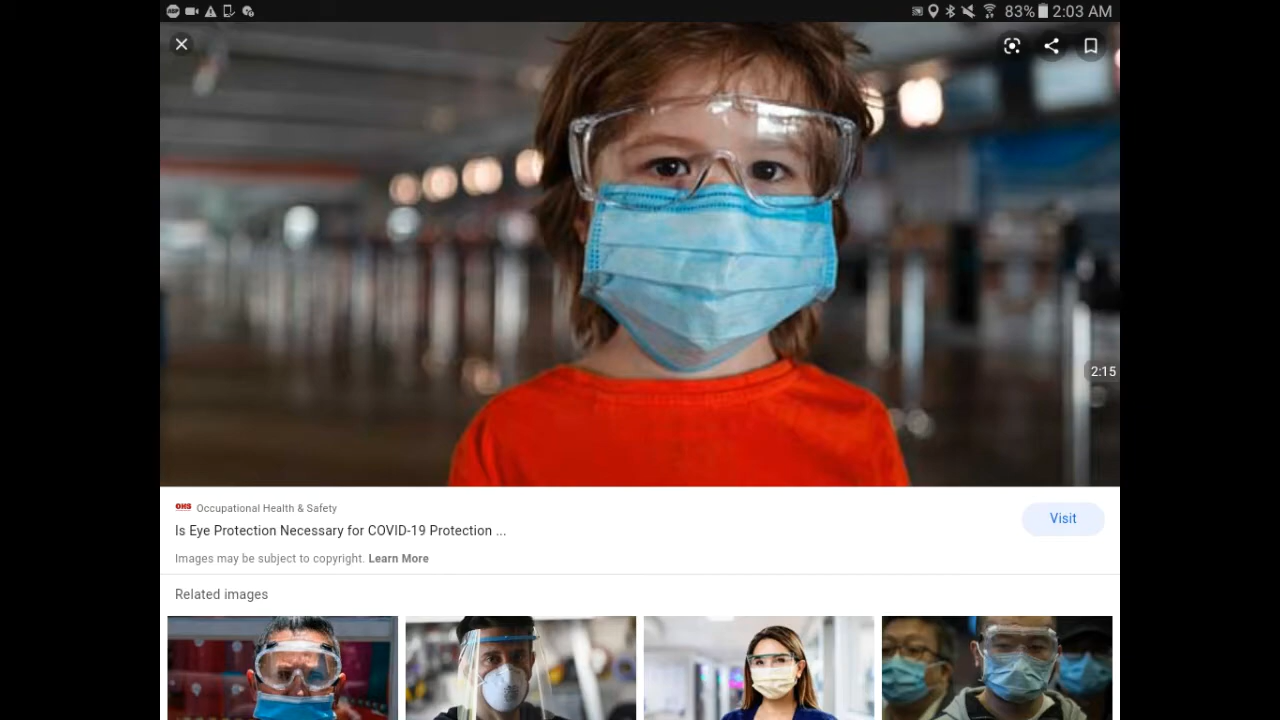 83% 2:03 AM
2:15
OHS Occupational Health & Safety
Is Eye Protection Necessary for COVID-19 Protection ...
Visit
Images may be subject to copyright. Learn More
Related images